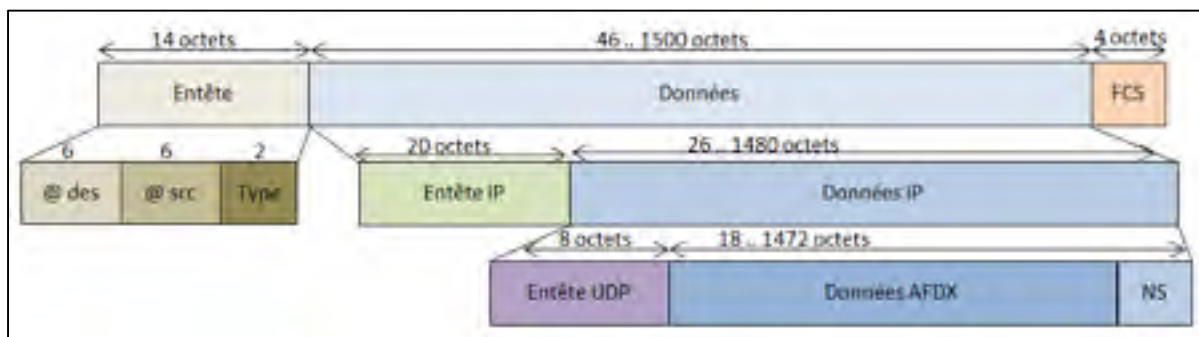 14 octets 46 .. 1500 octets 4 octets
Entête Données FCS
6 6 2 20 octets 26 .. 1480 octets
@ des @ src Type Entête IP Données IP
8 octets 18 .. 1472 octets
Entête UDP Données AFDX NS